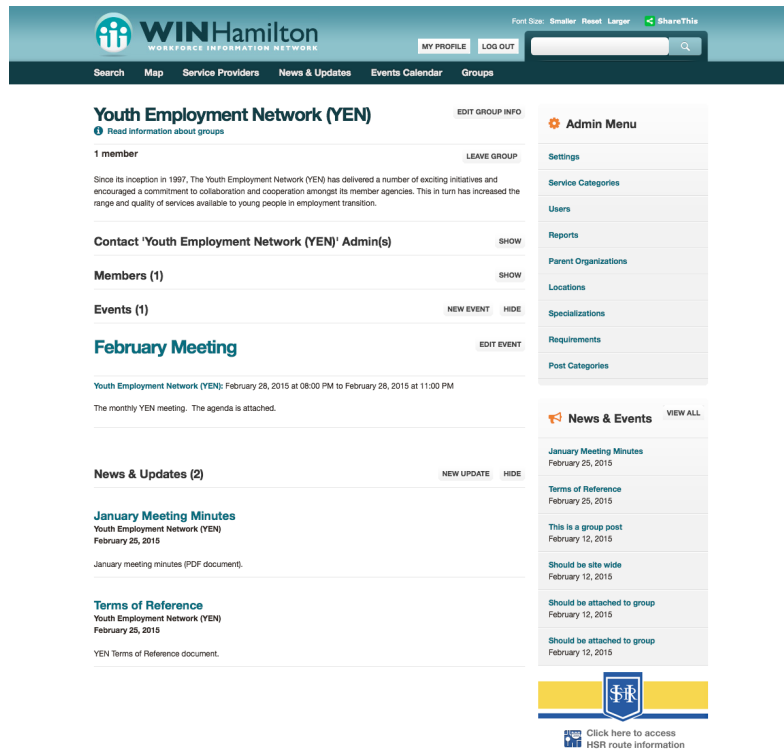 WINHamilton
WORKFORCE INFORMATION NETWORK
Font Size: Smaller Reset Larger ShareThis
MY PROFILE LOG OUT
Search Map Service Providers News & Updates Events Calendar Groups
Youth Employment Network (YEN)
EDIT GROUP INFO
Read information about groups
1 member
LEAVE GROUP
Since its inception in 1997, The Youth Employment Network (YEN) has delivered a number of exciting initiatives and
encouraged a commitment to collaboration and cooperation amongst its member agencies. This in turn has increased the
range and quality of services available to young people in employment transition.
Contact 'Youth Employment Network (YEN)' Admin(s) SHOW
Members (1) SHOW
Events (1) NEW EVENT HIDE
February Meeting EDIT EVENT
Youth Employment Network (YEN): February 28, 2015 at 08:00 PM to February 28, 2015 at 11:00 PM
The monthly YEN meeting. The agenda is attached.
News & Updates (2) NEW UPDATE HIDE
January Meeting Minutes
Youth Employment Network (YEN)
February 25, 2015
January meeting minutes (PDF document).
Terms of Reference
Youth Employment Network (YEN)
February 25, 2015
YEN Terms of Reference document.
Admin Menu
Settings
Service Categories
Users
Reports
Parent Organizations
Locations
Specializations
Requirements
Post Categories
News & Events VIEW ALL
January Meeting Minutes
February 25, 2015
Terms of Reference
February 25, 2015
This is a group post
February 12, 2015
Should be site wide
February 12, 2015
Should be attached to group
February 12, 2015
Should be attached to group
February 12, 2015
HSR
Click here to access
HSR route information